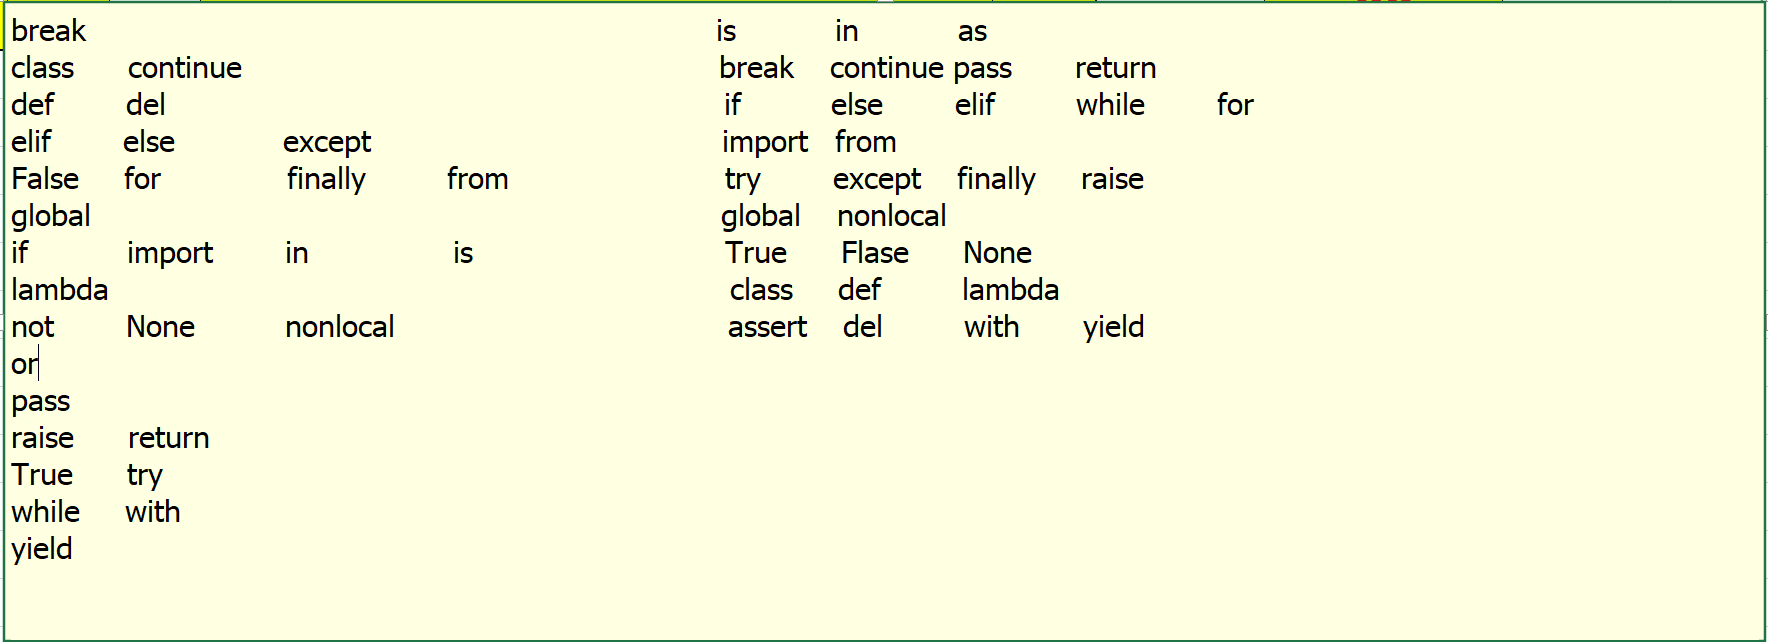 break is in as
class continue break continue pass return
def del if else elif while for
elif else except import from
False for finally from try except finally raise
global global nonlocal
if import in is True Flase None
lambda class def lambda
not None nonlocal assert del with yield
or
pass
raise return
True try
while with
yield